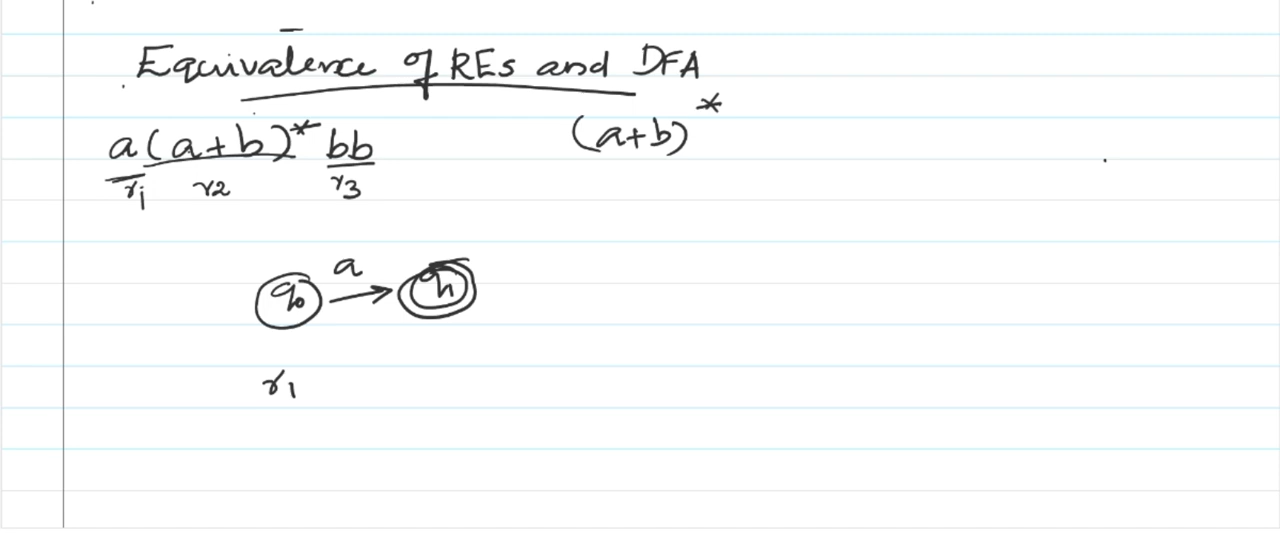 Equivalence of REs and DFA
a(a+b)* bb
(a+b)*
r1 r2 r3
a
q0 q1
r1